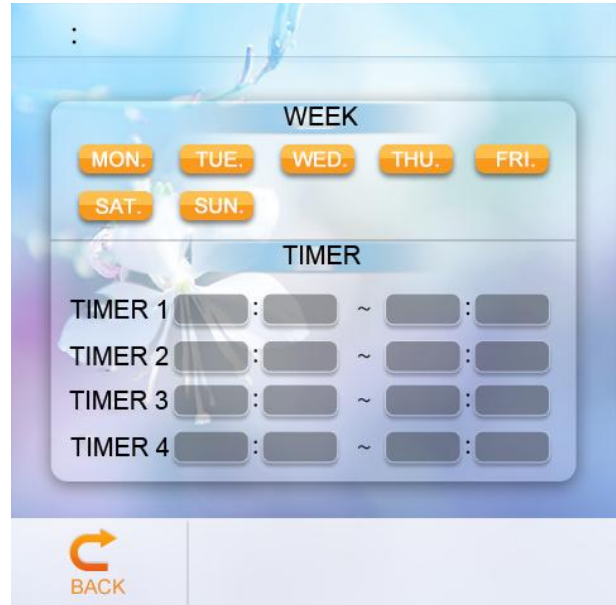 :
WEEK
MON. TUE. WED. THU. FRI.
SAT. SUN.
TIMER
TIMER 1 : ~ :
TIMER 2 : ~ :
TIMER 3 : ~ :
TIMER 4 : ~ :
BACK